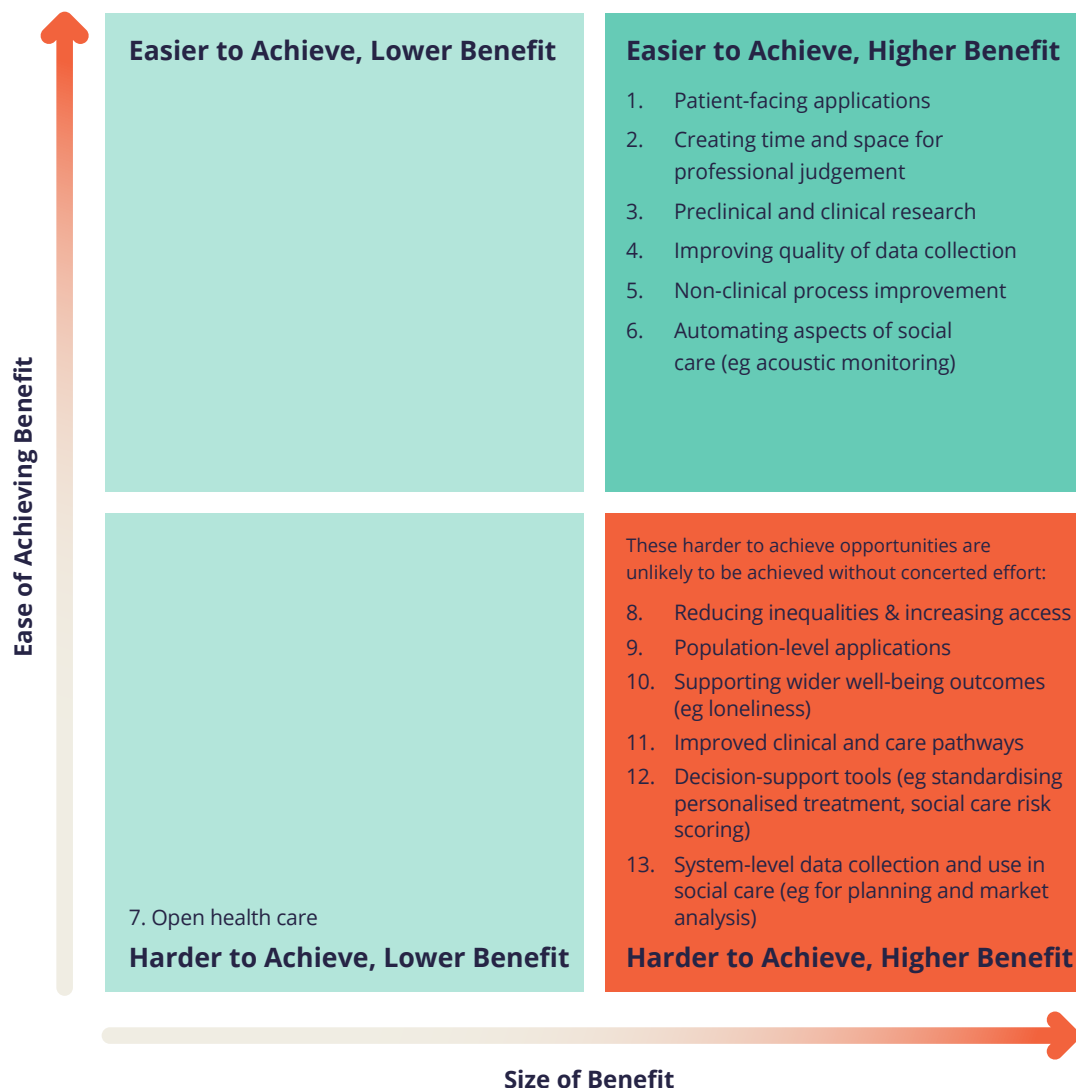 Easier to Achieve, Lower Benefit
Easier to Achieve, Higher Benefit
1. Patient-facing applications
2. Creating time and space for
professional judgement
3. Preclinical and clinical research
4. Improving quality of data collection
5. Non-clinical process improvement
6. Automating aspects of social
care (eg acoustic monitoring)
Ease of Achieving Benefit
7. Open health care
Harder to Achieve, Lower Benefit
These harder to achieve opportunities are
unlikely to be achieved without concerted effort:
8. Reducing inequalities & increasing access
9. Population-level applications
10. Supporting wider well-being outcomes
(eg loneliness)
11. Improved clinical and care pathways
12. Decision-support tools (eg standardising
personalised treatment, social care risk
scoring)
13. System-level data collection and use in
social care (eg for planning and market
analysis)
Harder to Achieve, Higher Benefit
Size of Benefit